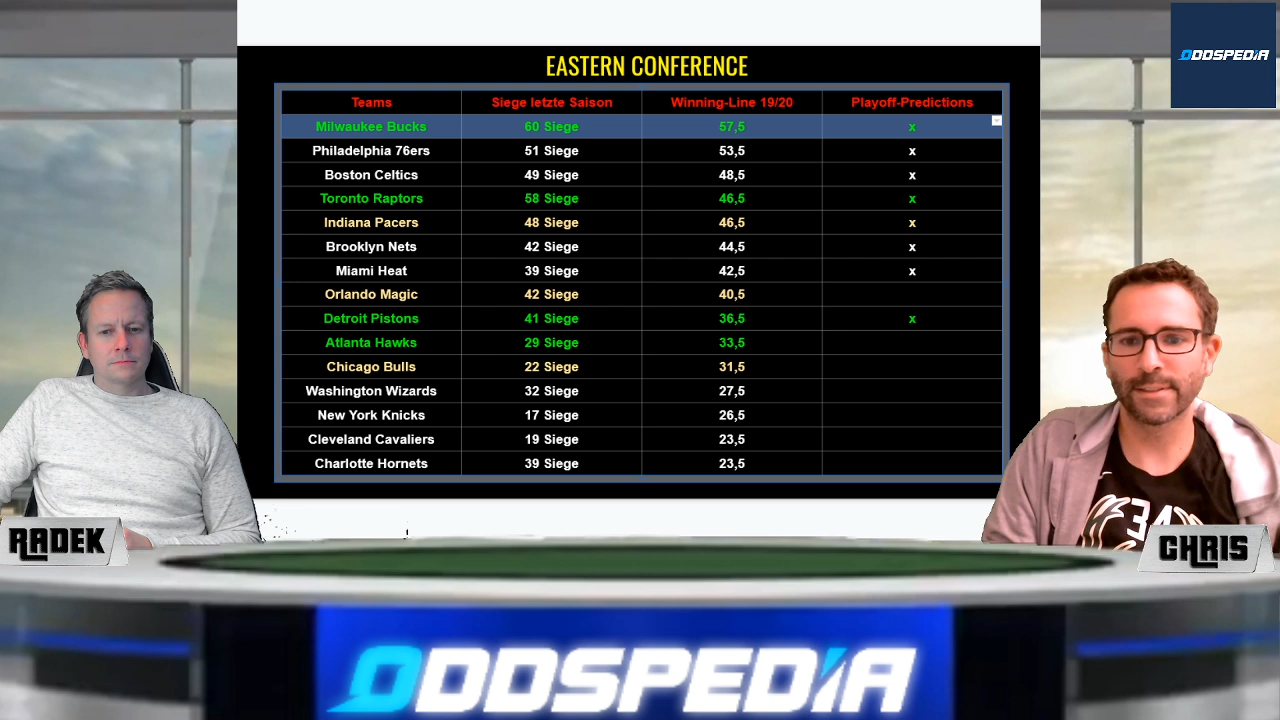 ODDSPEDIA
EASTERN CONFERENCE
Teams Siege letzte Saison Winning-Line 19/20 Playoff-Predictions
Milwaukee Bucks 60 Siege 57,5 x
Philadelphia 76ers 51 Siege 53,5 x
Boston Celtics 49 Siege 48,5 x
Toronto Raptors 58 Siege 46,5 x
Indiana Pacers 48 Siege 46,5 x
Brooklyn Nets 42 Siege 44,5 x
Miami Heat 39 Siege 42,5 x
Orlando Magic 42 Siege 40,5
Detroit Pistons 41 Siege 36,5 x
Atlanta Hawks 29 Siege 33,5
Chicago Bulls 22 Siege 31,5
Washington Wizards 32 Siege 27,5
New York Knicks 17 Siege 26,5
Cleveland Cavaliers 19 Siege 23,5
Charlotte Hornets 39 Siege 23,5
34
RADEK
CHRIS
ODDSPEDIA